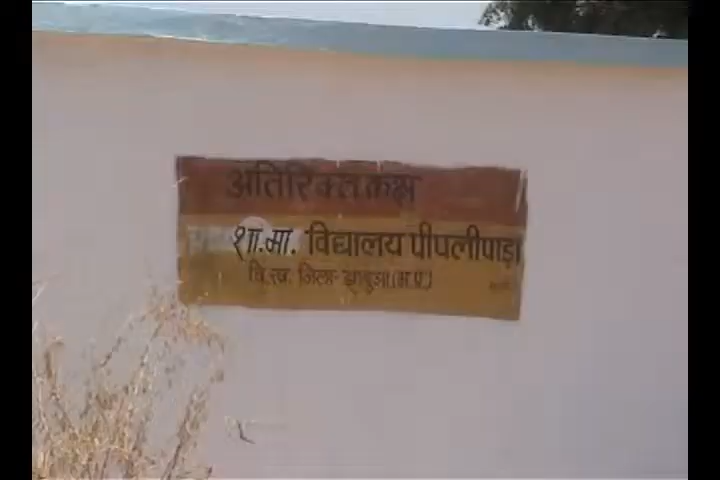 अतिरिक्त कक्ष
शा.मा. विद्यालय पीपलीपाड़ा
वि.ख. जिला-झाबुआ (म.प्र.)